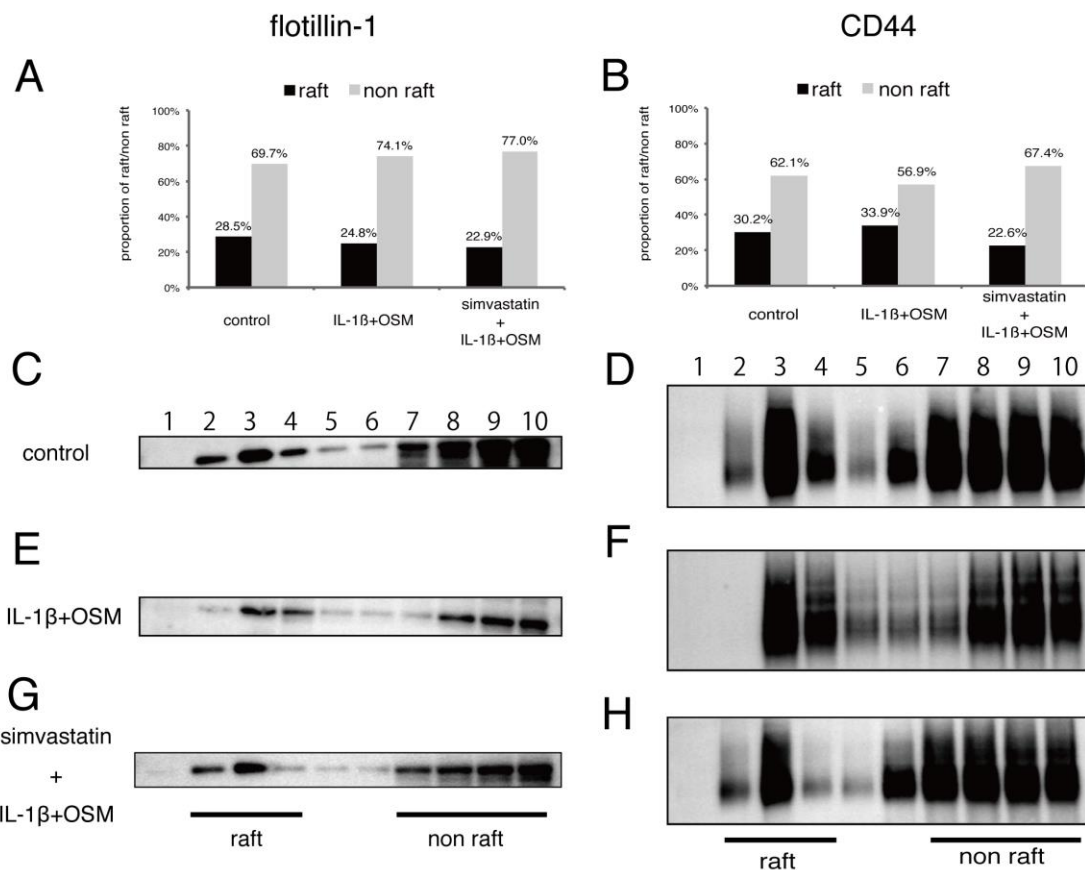 flotillin-1
CD44
A
raft non raft
proportion of raft/non raft
100%
80%
60%
40%
20%
0%
28.5% 69.7% 24.8% 74.1% 22.9% 77.0%
control IL-1ß+OSM simvastatin
+
IL-1ß+OSM
B
raft non raft
proportion of raft/non raft
100%
80%
60%
40%
20%
0%
30.2% 62.1% 33.9% 56.9% 22.6% 67.4%
control IL-1ß+OSM simvastatin
+
IL-1ß+OSM
C
1 2 3 4 5 6 7 8 9 10
control
D
1 2 3 4 5 6 7 8 9 10
E
IL-1β+OSM
F
G
simvastatin
+
IL-1β+OSM
raft non raft
H
raft non raft